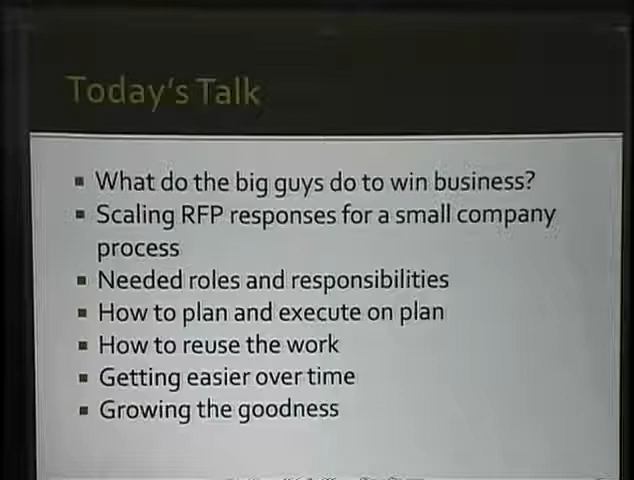 Today's Talk
What do the big guys do to win business?
Scaling RFP responses for a small company
process
Needed roles and responsibilities
How to plan and execute on plan
How to reuse the work
Getting easier over time
Growing the goodness